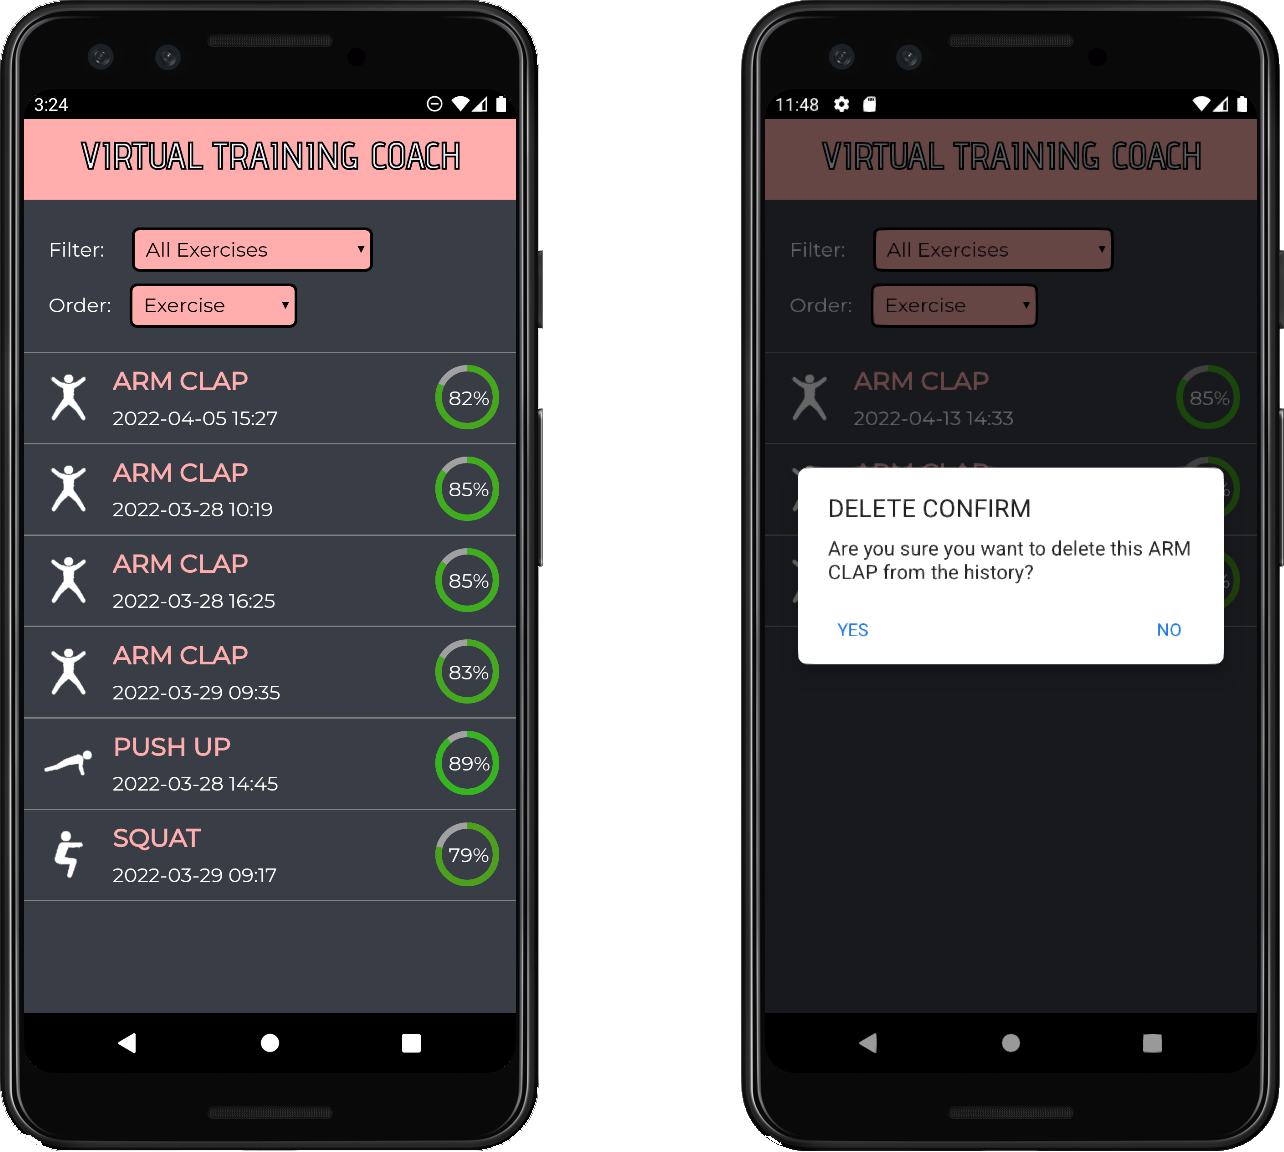 3:24
VIRTUAL TRAINING COACH
Filter: All Exercises
Order: Exercise
ARM CLAP
2022-04-05 15:27
82%
ARM CLAP
2022-03-28 10:19
85%
ARM CLAP
2022-03-28 16:25
85%
ARM CLAP
2022-03-29 09:35
83%
PUSH UP
2022-03-28 14:45
89%
SQUAT
2022-03-29 09:17
79%
11:48
VIRTUAL TRAINING COACH
Filter: All Exercises
Order: Exercise
ARM CLAP
2022-04-13 14:33
85%
ARM CLAP
DELETE CONFIRM
Are you sure you want to delete this ARM
CLAP from the history?
YES NO